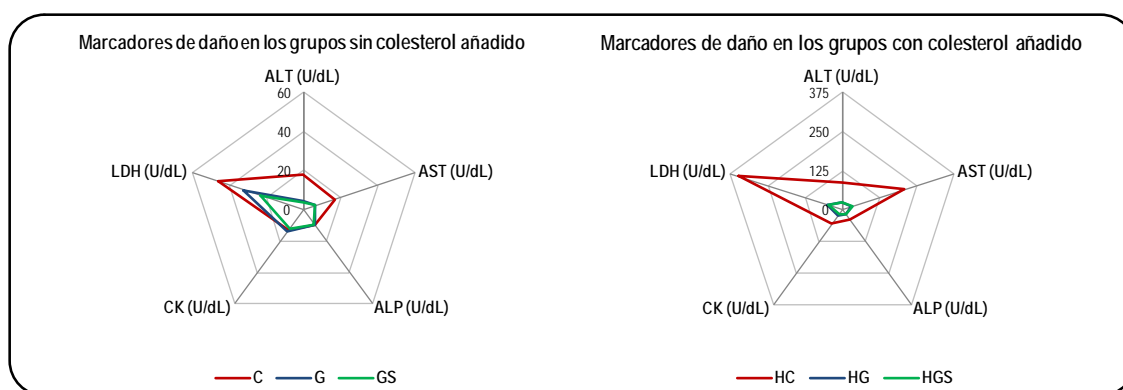 Marcadores de daño en los grupos sin colesterol añadido
ALT (U/dL)
60
40
20
0
LDH (U/dL)
AST (U/dL)
CK (U/dL)
ALP (U/dL)
C G GS
Marcadores de daño en los grupos con colesterol añadido
ALT (U/dL)
375
250
125
0
LDH (U/dL)
AST (U/dL)
CK (U/dL)
ALP (U/dL)
HC HG HGS